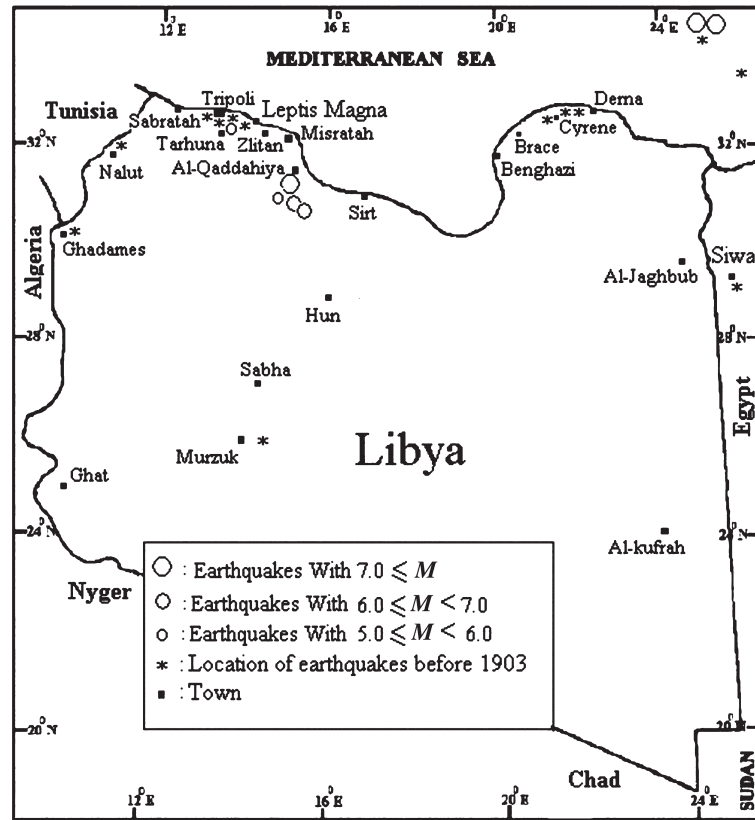 12°E 16°E 20°E 24°E
MEDITERRANEAN SEA
Tunisia
Tripoli
Sabratah
Leptis Magna
Derna
Cyrene
32°N
Tarhuna
Zlitan
Misratah
Brace
32°N
Nalut
Al-Qaddahiya
Benghazi
Sirt
Ghadames
Algeria
Siwa
Al-Jaghbub
Hun
28°N
28°N
Sabha
Egypt
Murzuk
Libya
Ghat
24°N
24°N
Al-kufrah
Nyger
: Earthquakes With 7.0 ⩽ M
: Earthquakes With 6.0 ⩽ M < 7.0
: Earthquakes With 5.0 ⩽ M < 6.0
* : Location of earthquakes before 1903
: Town
20°N
20°N
Chad
SUDAN
12°E 16°E 20°E 24°E